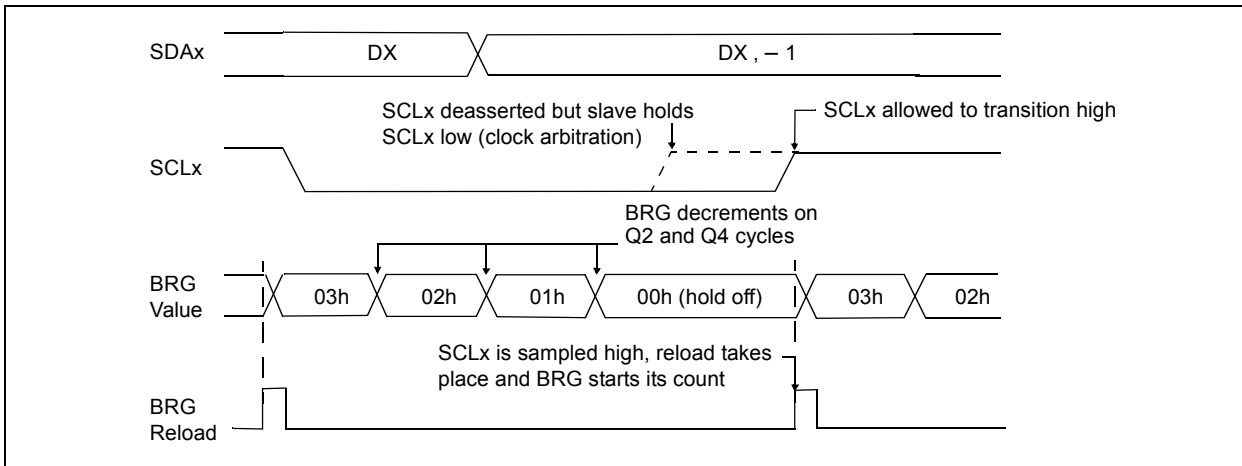 SDAx
DX
DX , – 1
SCLx deasserted but slave holds
SCLx low (clock arbitration)
SCLx allowed to transition high
SCLx
BRG decrements on
Q2 and Q4 cycles
BRG
Value
03h
02h
01h
00h (hold off)
03h
02h
SCLx is sampled high, reload takes
place and BRG starts its count
BRG
Reload